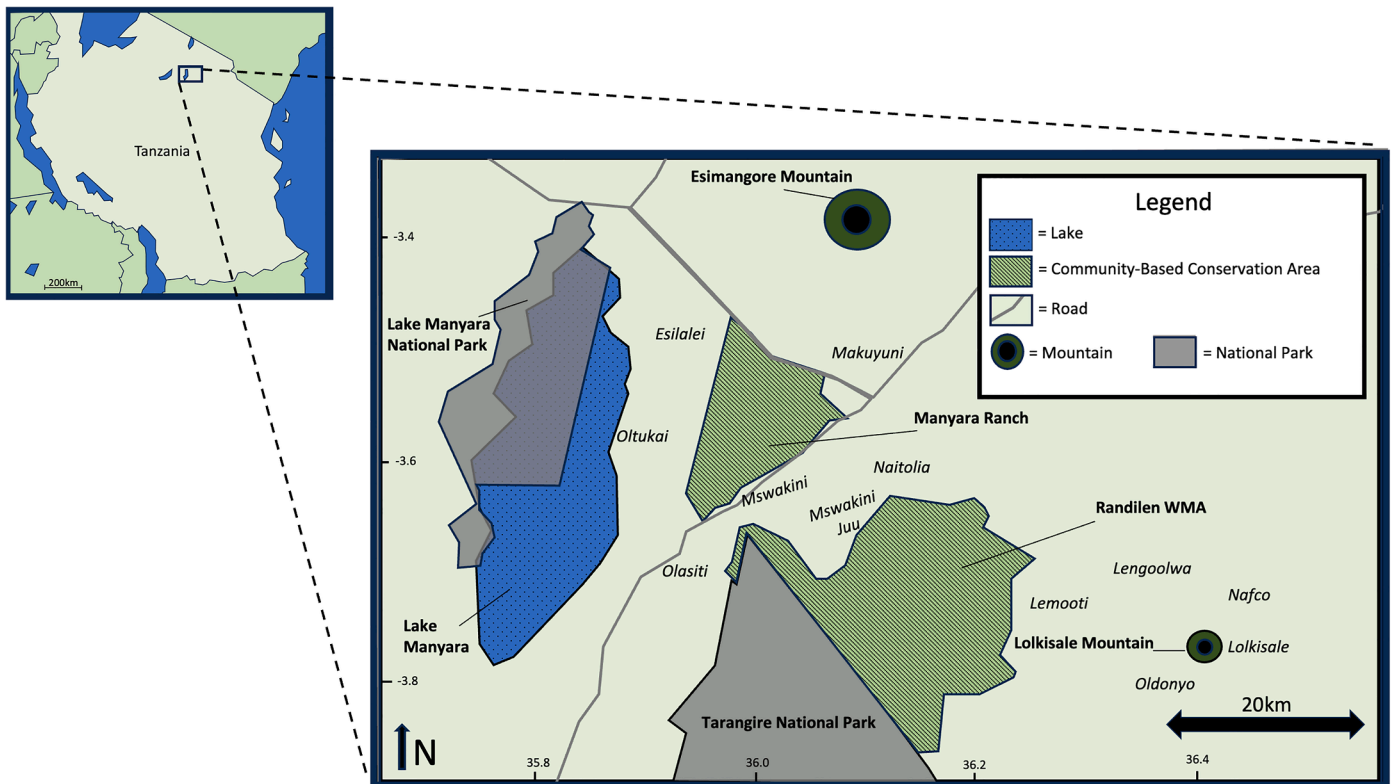 Tanzania
200km
Esimangore Mountain
Legend
= Lake
= Community-Based Conservation Area
= Road
= Mountain
= National Park
-3.4
Lake Manyara
National Park
Esilalei
Makuyuni
Manyara Ranch
Oltukai
-3.6
Naitolia
Mswakini
Mswakini
Juu
Randilen WMA
Olasiti
Lengoolwa
Nafco
Lemooti
Lake
Manyara
Lolkisale Mountain
Lolkisale
-3.8
Oldonyo
20km
Tarangire National Park
N
35.8
36.0
36.2
36.4